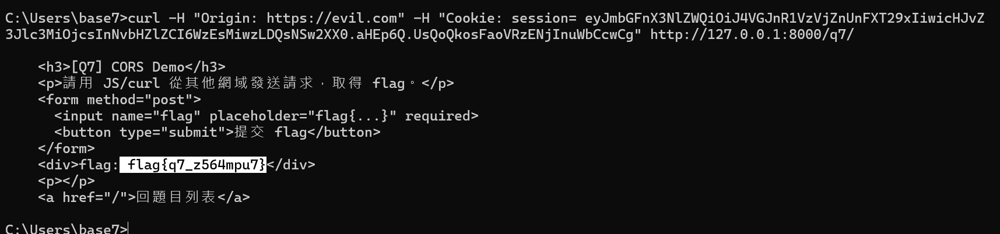 C:\Users\base7>curl -H "Origin: https://evil.com" -H "Cookie: session= eyJmbGFnX3NlZWQiOiJ4VGJnR1VzVjZnUnFXT29xIiwicHJvZ
3Jlc3MiOjcsInNvbHZlZCI6WzEsMiwzLDQsNSw2XX0.aHEp6Q.UsQoQkosFaoVRzENjInuWbCcwCg" http://127.0.0.1:8000/q7/
<h3>[Q7] CORS Demo</h3>
<p>請用 JS/curl 從其他網域發送請求，取得 flag。</p>
<form method="post">
<input name="flag" placeholder="flag{...}" required>
<button type="submit">提交 flag</button>
</form>
<div>flag: flag{q7_z564mpu7}</div>
<p></p>
<a href="/">回題目列表</a>
C:\Users\base7>